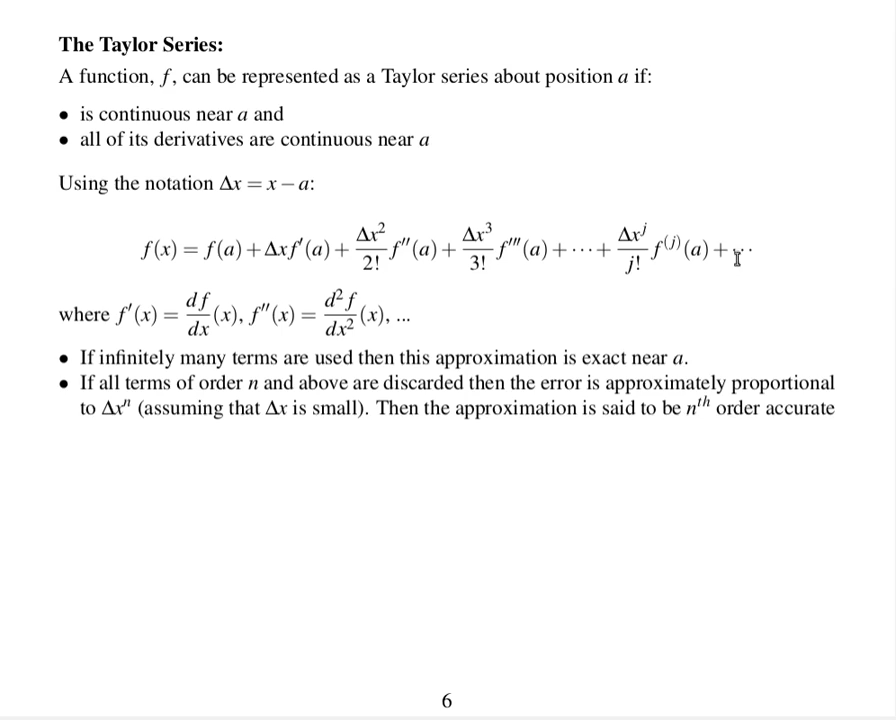 The Taylor Series:
A function, f, can be represented as a Taylor series about position a if:
• is continuous near a and
• all of its derivatives are continuous near a
Using the notation Δx = x − a:
f(x) = f(a) + Δxf′(a) + Δx²/2! f″(a) + Δx³/3! f‴(a) + ⋯ + Δxʲ/j! f⁽ʲ⁾(a) + ⋯
where f′(x) = df/dx (x), f″(x) = d²f/dx² (x), ...
• If infinitely many terms are used then this approximation is exact near a.
• If all terms of order n and above are discarded then the error is approximately proportional
to Δxⁿ (assuming that Δx is small). Then the approximation is said to be nᵗʰ order accurate
6